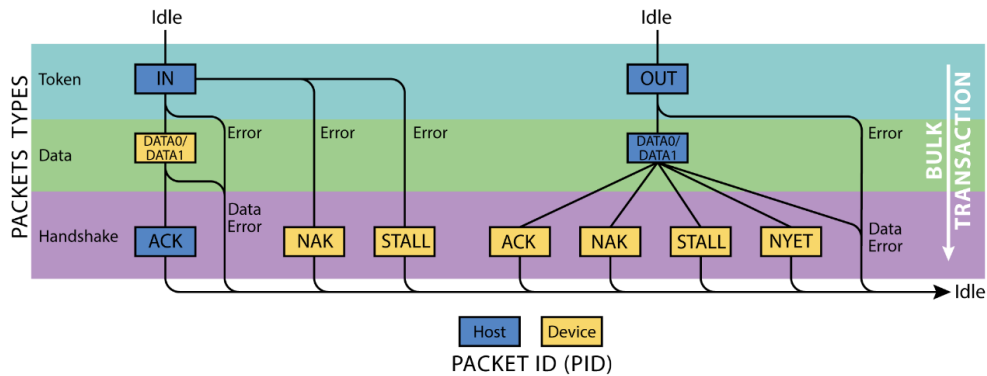 Idle
Idle
PACKETS TYPES
Token
IN
OUT
Error
Error
Error
Error
Data
DATA0/
DATA1
DATA0/
DATA1
BULK
TRANSACTION
Data
Error
Data
Error
Handshake
ACK
NAK
STALL
ACK
NAK
STALL
NYET
Idle
Host
Device
PACKET ID (PID)